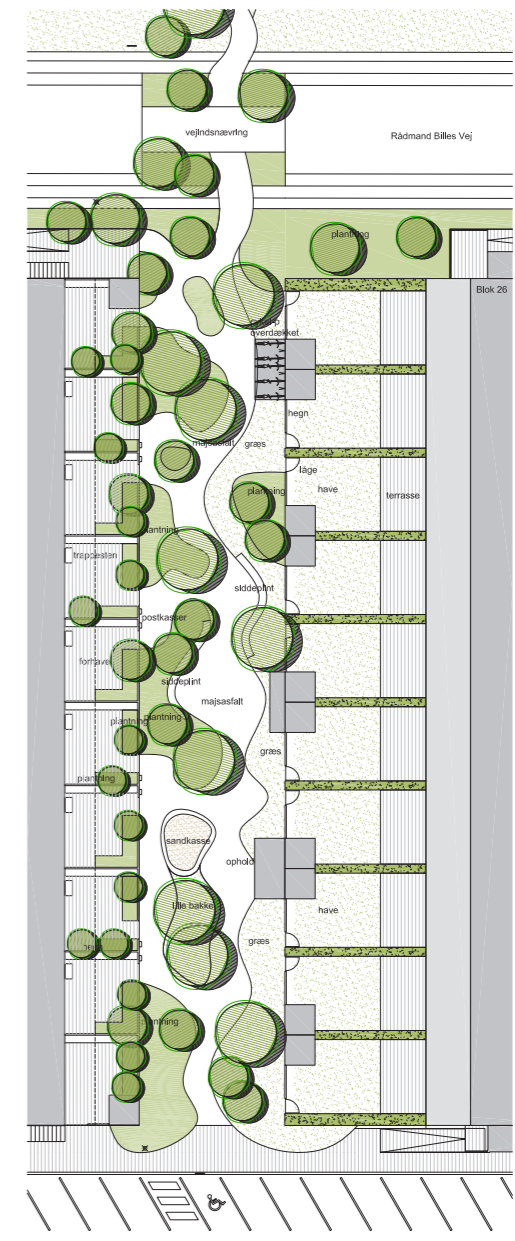 vejindsnævring
Rådmand Billes Vej
plantning
Blok 26
overdækket
hegn
majsasfalt
græs
låge
plantning
have
terrasse
plantning
trappesten
siddeplint
postkasser
forhave
siddeplint
majsasfalt
plantning
plantning
græs
plantning
sandkasse
ophold
lille bakke
have
græs
plantning